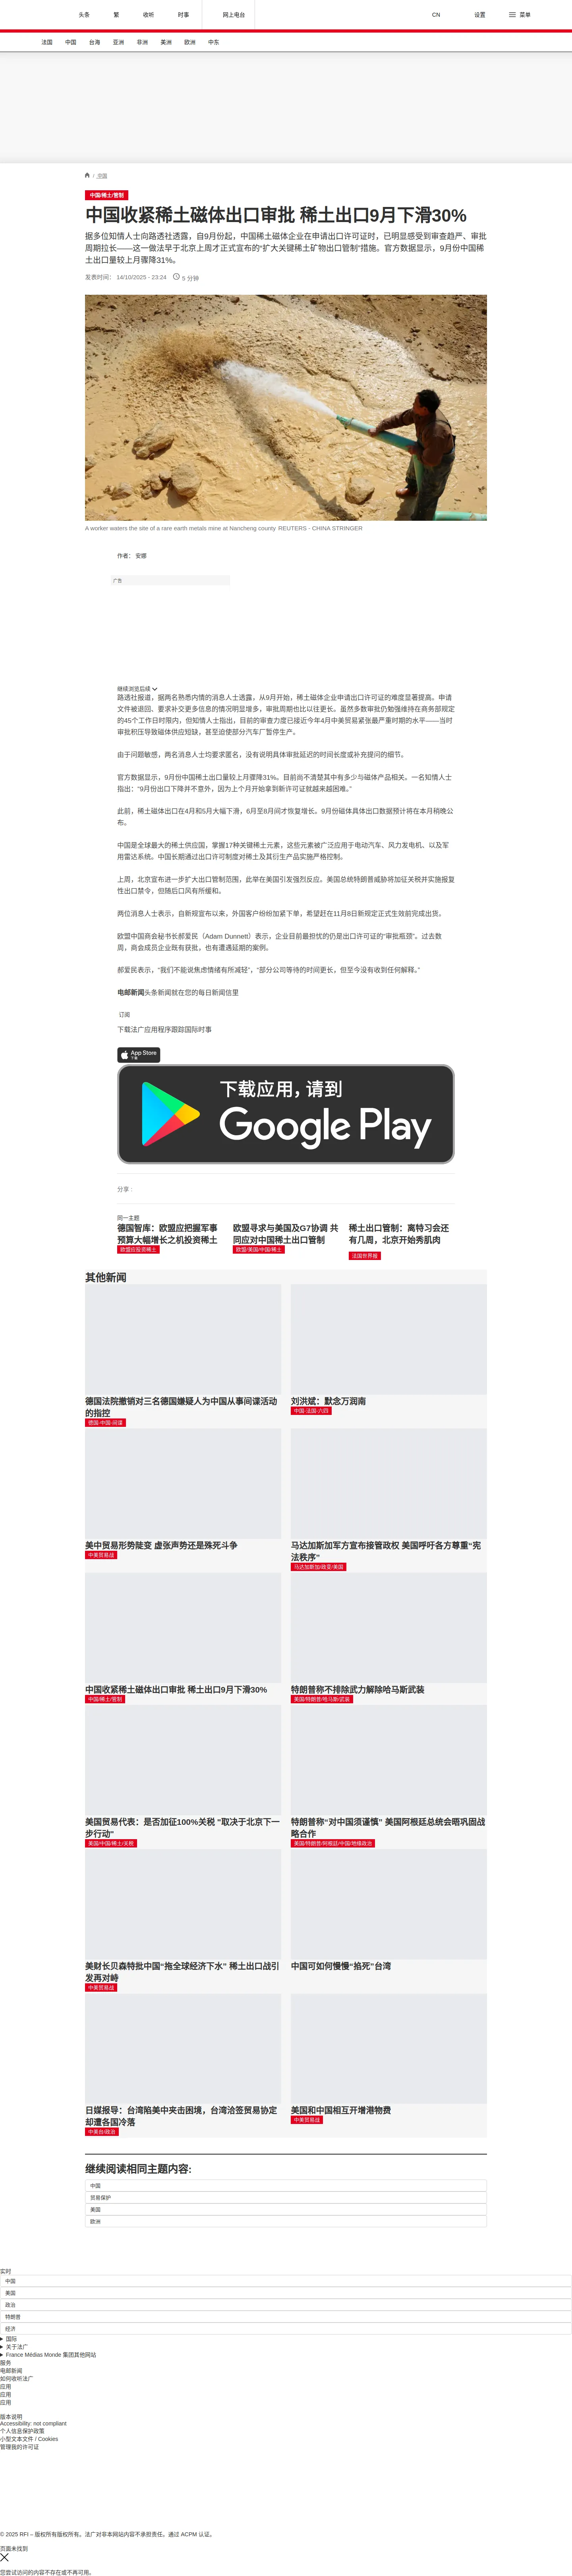 头条
繁
收听
时事
网上电台
CN
设置
菜单
法国
中国
台海
亚洲
非洲
美洲
欧洲
中东
/ 中国
中国/稀土/管制
中国收紧稀土磁体出口审批 稀土出口9月下滑30%
据多位知情人士向路透社透露，自9月份起，中国稀土磁体企业在申请出口许可证时，已明显感受到审查趋严、审批
周期拉长——这一做法早于北京上周才正式宣布的“扩大关键稀土矿物出口管制”措施。官方数据显示，9月份中国稀
土出口量较上月骤降31%。
发表时间： 14/10/2025 - 23:24
5 分钟
A worker waters the site of a rare earth metals mine at Nancheng county REUTERS - CHINA STRINGER
作者： 安娜
广告
继续浏览后续
路透社报道，据两名熟悉内情的消息人士透露，从9月开始，稀土磁体企业申请出口许可证的难度显著提高。申请
文件被退回、要求补交更多信息的情况明显增多，审批周期也比以往更长。虽然多数审批仍勉强维持在商务部规定
的45个工作日时限内，但知情人士指出，目前的审查力度已接近今年4月中美贸易紧张最严重时期的水平——当时
审批积压导致磁体供应短缺，甚至迫使部分汽车厂暂停生产。
由于问题敏感，两名消息人士均要求匿名，没有说明具体审批延迟的时间长度或补充提问的细节。
官方数据显示，9月份中国稀土出口量较上月骤降31%。目前尚不清楚其中有多少与磁体产品相关。一名知情人士
指出：“9月份出口下降并不意外，因为上个月开始拿到新许可证就越来越困难。”
此前，稀土磁体出口在4月和5月大幅下滑，6月至8月间才恢复增长。9月份磁体具体出口数据预计将在本月稍晚公
布。
中国是全球最大的稀土供应国，掌握17种关键稀土元素，这些元素被广泛应用于电动汽车、风力发电机、以及军
用雷达系统。中国长期通过出口许可制度对稀土及其衍生产品实施严格控制。
上周，北京宣布进一步扩大出口管制范围，此举在美国引发强烈反应。美国总统特朗普威胁将加征关税并实施报复
性出口禁令，但随后口风有所缓和。
两位消息人士表示，自新规宣布以来，外国客户纷纷加紧下单，希望赶在11月8日新规定正式生效前完成出货。
欧盟中国商会秘书长郝爱民（Adam Dunnett）表示，企业目前最担忧的仍是出口许可证的“审批瓶颈”。过去数
周，商会成员企业既有获批，也有遭遇延期的案例。
郝爱民表示，“我们不能说焦虑情绪有所减轻”，“部分公司等待的时间更长，但至今没有收到任何解释。”
电邮新闻头条新闻就在您的每日新闻信里
订阅
下载法广应用程序跟踪国际时事
App Store
下载
下载应用，请到
Google Play
分享 :
同一主题
德国智库：欧盟应把握军事
预算大幅增长之机投资稀土
欧盟应投资稀土
欧盟寻求与美国及G7协调 共
同应对中国稀土出口管制
欧盟/美国/中国/稀土
稀土出口管制：离特习会还
有几周，北京开始秀肌肉
法国世界报
其他新闻
德国法院撤销对三名德国嫌疑人为中国从事间谍活动
的指控
德国-中国-间谍
刘洪斌：默念万润南
中国·法国·六四
美中贸易形势陡变 虚张声势还是殊死斗争
中美贸易战
马达加斯加军方宣布接管政权 美国呼吁各方尊重“宪
法秩序”
马达加斯加/政变/美国
中国收紧稀土磁体出口审批 稀土出口9月下滑30%
中国/稀土/管制
特朗普称不排除武力解除哈马斯武装
美国/特朗普/哈马斯/武装
美国贸易代表：是否加征100%关税 “取决于北京下一
步行动”
美国/中国/稀土/关税
特朗普称“对中国须谨慎” 美国阿根廷总统会晤巩固战
略合作
美国/特朗普/阿根廷/中国/地缘政治
美财长贝森特批中国“拖全球经济下水” 稀土出口战引
发再对峙
中美贸易战
中国可如何慢慢“掐死”台湾
日媒报导：台湾陷美中夹击困境，台湾洽签贸易协定
却遭各国冷落
中美台/政治
美国和中国相互开增港物费
中美贸易战
继续阅读相同主题内容:
中国
贸易保护
美国
欧洲
实时
中国
美国
政治
特朗普
经济
国际
关于法广
France Médias Monde 集团其他网站
服务
电邮新闻
如何收听法广
应用
应用
应用
版本说明
Accessibility: not compliant
个人信息保护政策
小型文本文件 / Cookies
管理我的许可证
© 2025 RFI – 版权所有版权所有。法广对非本网站内容不承担责任。通过 ACPM 认证。
页面未找到
您尝试访问的内容不存在或不再可用。